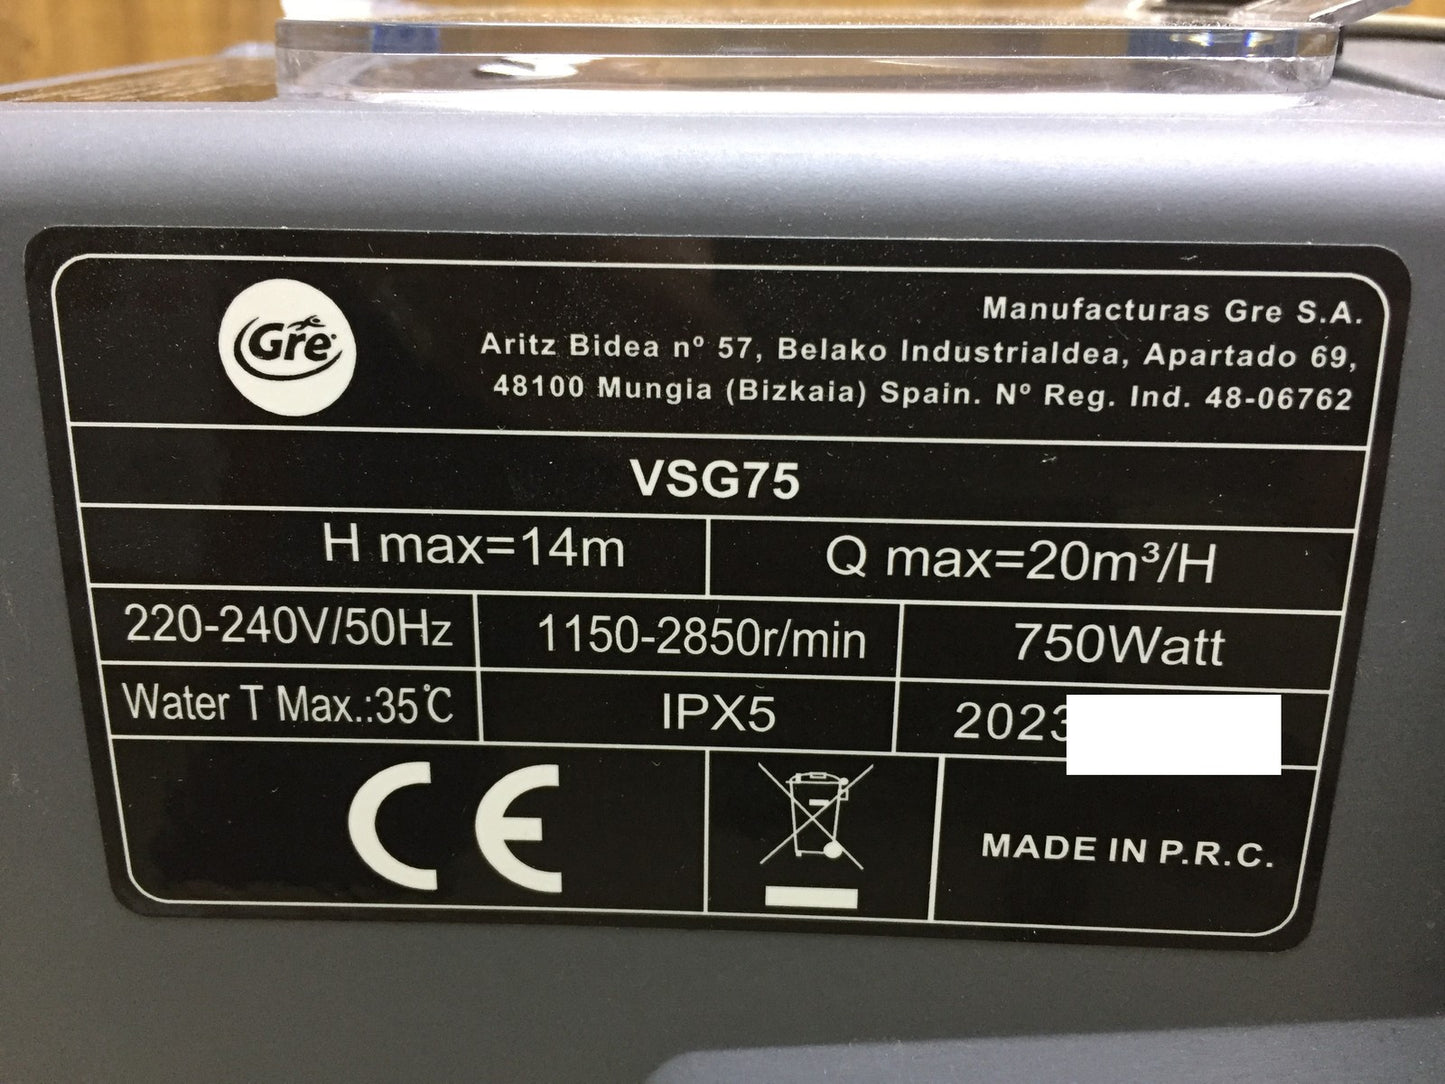 Gre
Manufacturas Gre S.A.
Aritz Bidea nº 57, Belako Industrialdea, Apartado 69,
48100 Mungia (Bizkaia) Spain. Nº Reg. Ind. 48-06762
VSG75
H max=14m
Q max=20m³/H
220-240V/50Hz
1150-2850r/min
750Watt
Water T Max.:35℃
IPX5
2023
CE
MADE IN P.R.C.